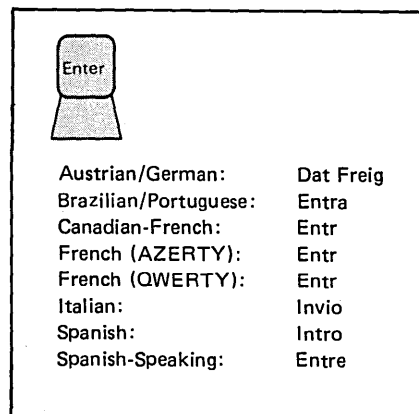 Enter
Austrian/German: Dat Freig
Brazilian/Portuguese: Entra
Canadian-French: Entr
French (AZERTY): Entr
French (QWERTY): Entr
Italian: Invio
Spanish: Intro
Spanish-Speaking: Entre